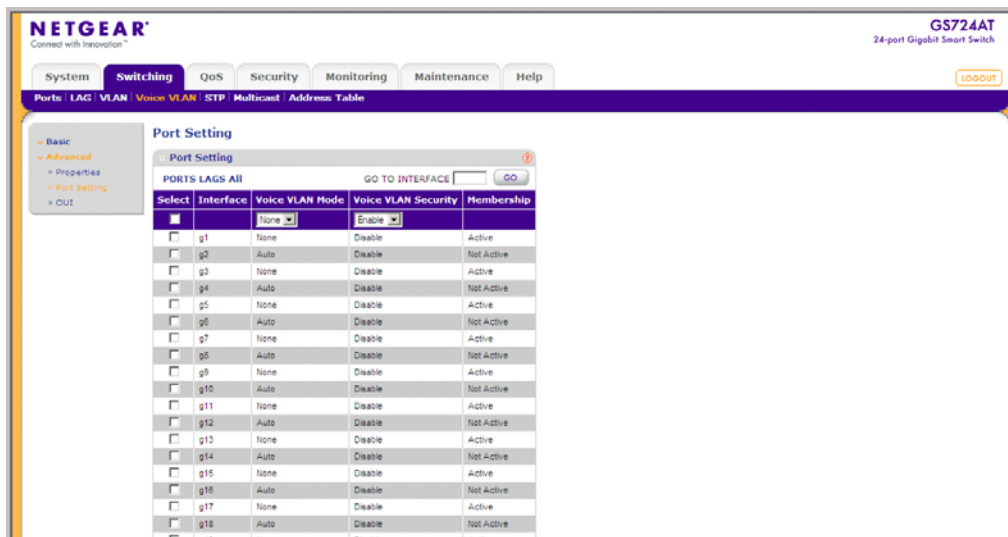 NETGEAR
Connect with Innovation™
GS724AT
24-port Gigabit Smart Switch
System Switching QoS Security Monitoring Maintenance Help
LOGOUT
Ports LAG VLAN Voice VLAN STP Multicast Address Table
Basic
Advanced
Properties
Port Setting
OUI
Port Setting
Port Setting
PORTS LAGS All GO TO INTERFACE GO
Select Interface Voice VLAN Mode Voice VLAN Security Membership
None Enable
g1 None Disable Active
g2 Auto Disable Not Active
g3 None Disable Active
g4 Auto Disable Not Active
g5 None Disable Active
g6 Auto Disable Not Active
g7 None Disable Active
g8 Auto Disable Not Active
g9 None Disable Active
g10 Auto Disable Not Active
g11 None Disable Active
g12 Auto Disable Not Active
g13 None Disable Active
g14 Auto Disable Not Active
g15 None Disable Active
g16 Auto Disable Not Active
g17 None Disable Active
g18 Auto Disable Not Active